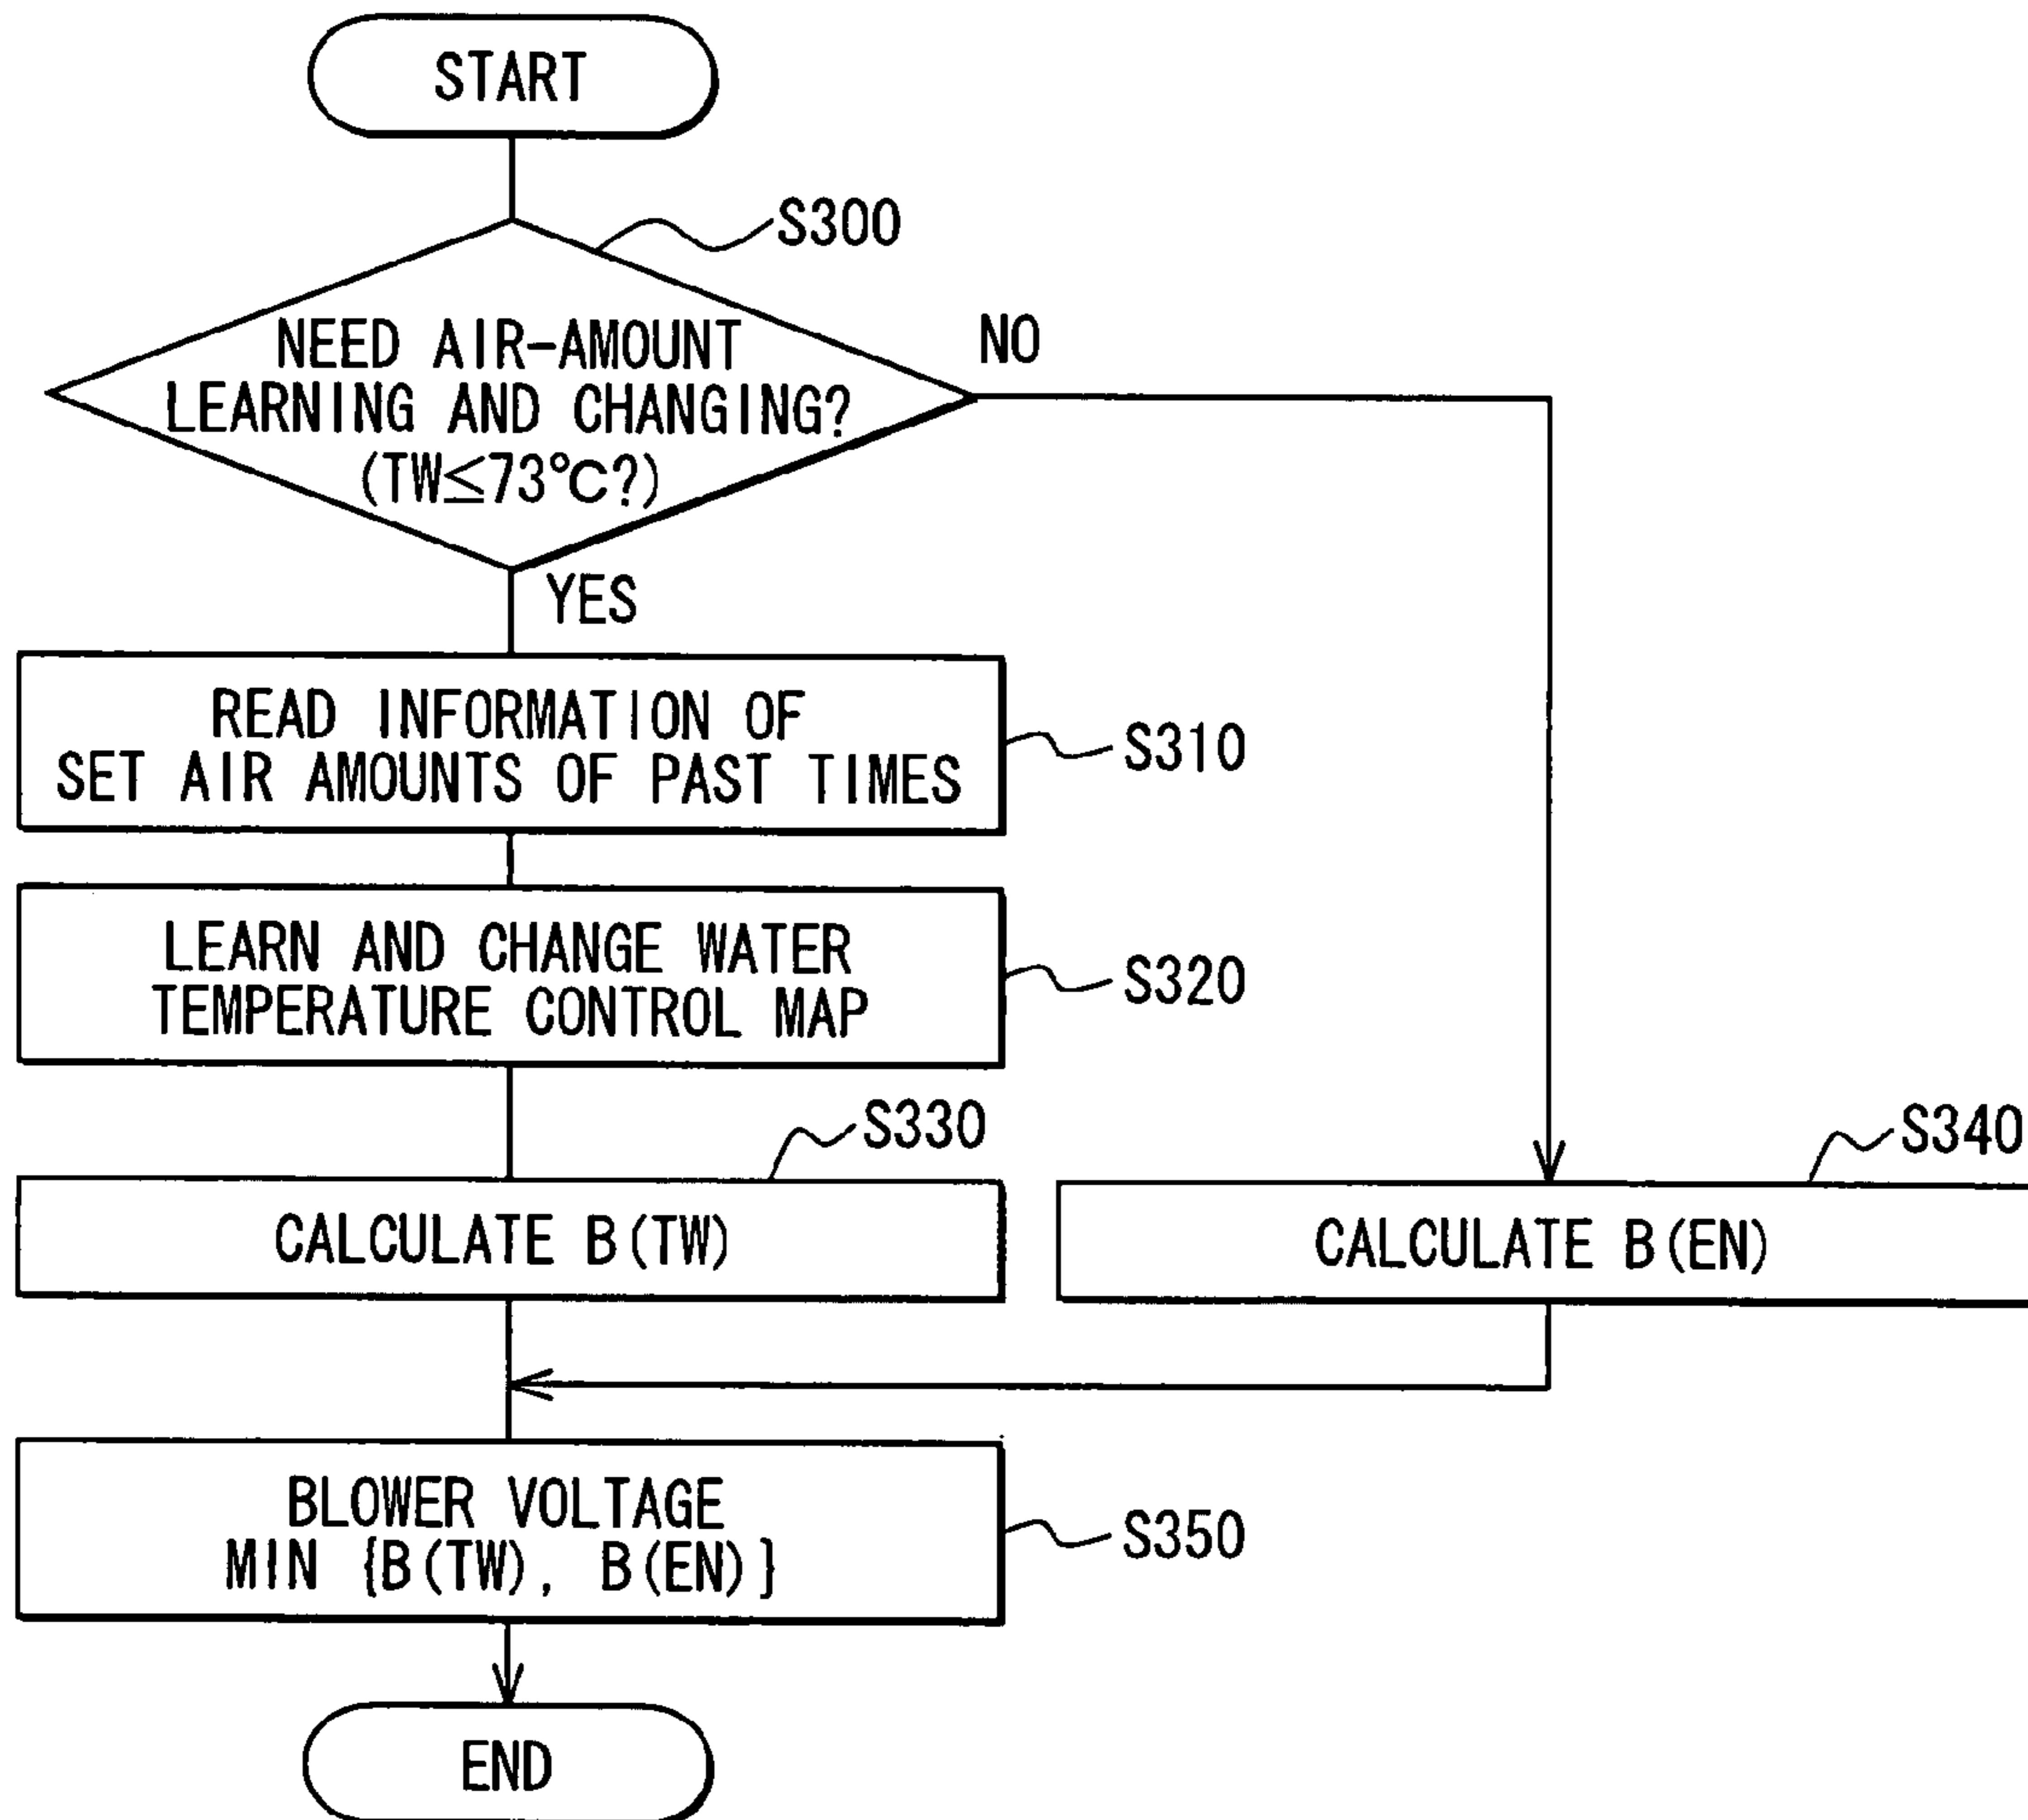 START
S300
NEED AIR-AMOUNT
LEARNING AND CHANGING?
(TW≦73℃?)
NO
YES
READ INFORMATION OF
SET AIR AMOUNTS OF PAST TIMES
S310
LEARN AND CHANGE WATER
TEMPERATURE CONTROL MAP
S320
S330
CALCULATE B(TW)
S340
CALCULATE B(EN)
BLOWER VOLTAGE
MIN {B(TW), B(EN)}
S350
END